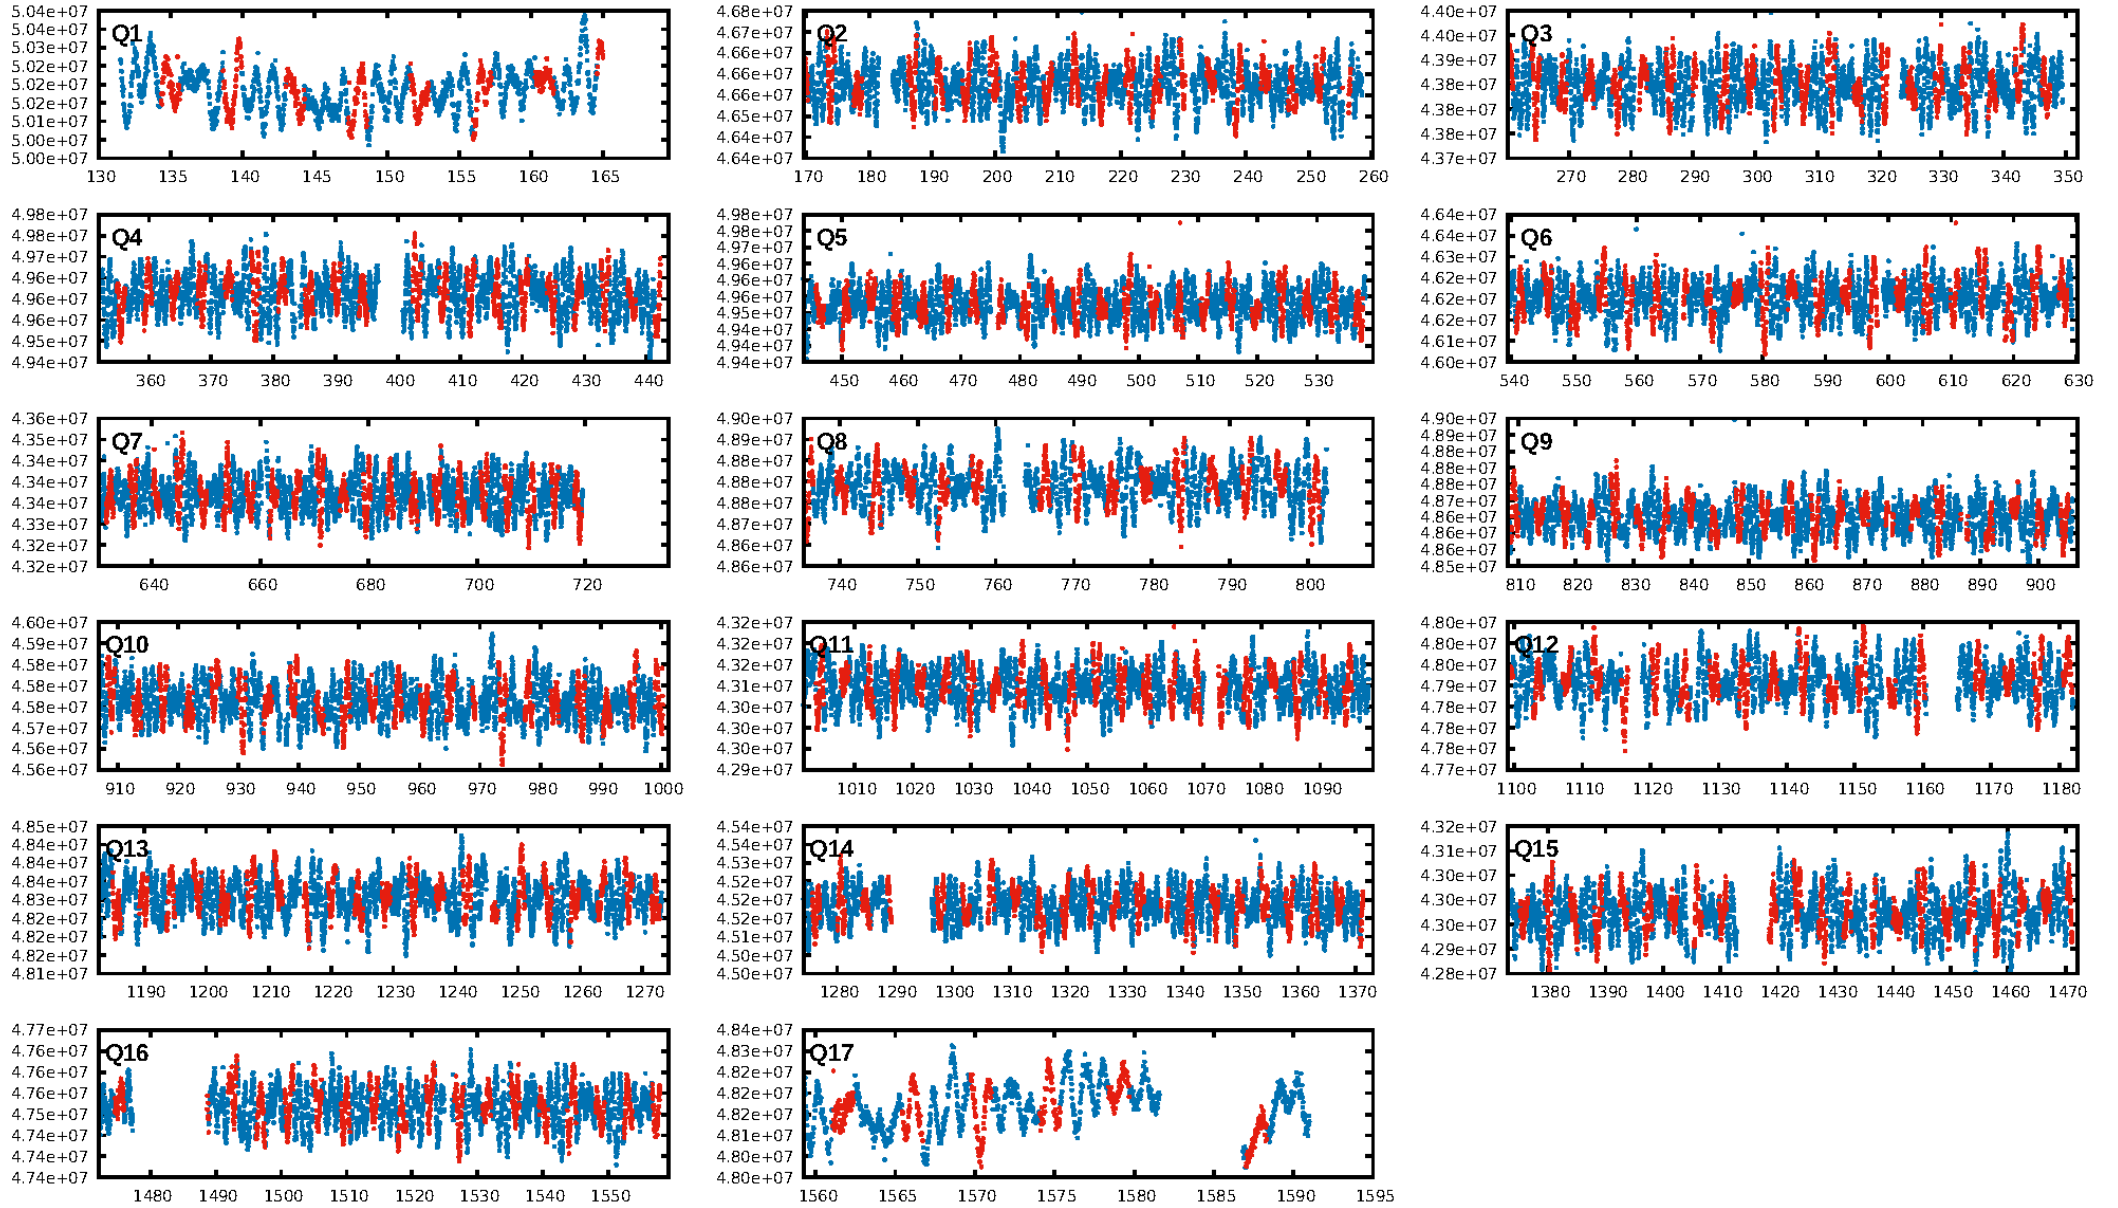 5.04e+07
5.04e+07
5.03e+07
5.02e+07
5.02e+07
5.02e+07
5.01e+07
5.00e+07
5.00e+07
Q1
130 135 140 145 150 155 160 165
4.68e+07
4.67e+07
4.66e+07
4.66e+07
4.66e+07
4.65e+07
4.64e+07
4.64e+07
Q2
170 180 190 200 210 220 230 240 250 260
4.40e+07
4.40e+07
4.39e+07
4.38e+07
4.38e+07
4.38e+07
4.37e+07
Q3
270 280 290 300 310 320 330 340 350
4.98e+07
4.98e+07
4.97e+07
4.96e+07
4.96e+07
4.96e+07
4.95e+07
4.94e+07
Q4
360 370 380 390 400 410 420 430 440
4.98e+07
4.98e+07
4.97e+07
4.96e+07
4.96e+07
4.96e+07
4.95e+07
4.94e+07
4.94e+07
4.94e+07
Q5
450 460 470 480 490 500 510 520 530
4.64e+07
4.64e+07
4.63e+07
4.62e+07
4.62e+07
4.62e+07
4.61e+07
4.60e+07
Q6
540 550 560 570 580 590 600 610 620 630
4.36e+07
4.35e+07
4.34e+07
4.34e+07
4.34e+07
4.33e+07
4.32e+07
4.32e+07
Q7
640 660 680 700 720
4.90e+07
4.89e+07
4.88e+07
4.88e+07
4.88e+07
4.87e+07
4.86e+07
4.86e+07
Q8
740 750 760 770 780 790 800
4.90e+07
4.89e+07
4.88e+07
4.88e+07
4.88e+07
4.87e+07
4.86e+07
4.86e+07
4.86e+07
4.85e+07
Q9
810 820 830 840 850 860 870 880 890 900
4.60e+07
4.59e+07
4.58e+07
4.58e+07
4.58e+07
4.57e+07
4.56e+07
4.56e+07
Q10
910 920 930 940 950 960 970 980 990 1000
4.32e+07
4.32e+07
4.32e+07
4.31e+07
4.30e+07
4.30e+07
4.30e+07
4.29e+07
Q11
1010 1020 1030 1040 1050 1060 1070 1080 1090
4.80e+07
4.80e+07
4.80e+07
4.79e+07
4.78e+07
4.78e+07
4.78e+07
4.77e+07
Q12
1100 1110 1120 1130 1140 1150 1160 1170 1180
4.85e+07
4.84e+07
4.84e+07
4.84e+07
4.83e+07
4.82e+07
4.82e+07
4.82e+07
4.81e+07
Q13
1190 1200 1210 1220 1230 1240 1250 1260 1270
4.54e+07
4.54e+07
4.53e+07
4.52e+07
4.52e+07
4.52e+07
4.51e+07
4.50e+07
4.50e+07
Q14
1280 1290 1300 1310 1320 1330 1340 1350 1360 1370
4.32e+07
4.31e+07
4.30e+07
4.30e+07
4.30e+07
4.29e+07
4.28e+07
Q15
1380 1390 1400 1410 1420 1430 1440 1450 1460 1470
4.77e+07
4.76e+07
4.76e+07
4.76e+07
4.75e+07
4.74e+07
4.74e+07
4.74e+07
Q16
1480 1490 1500 1510 1520 1530 1540 1550
4.84e+07
4.83e+07
4.82e+07
4.82e+07
4.82e+07
4.81e+07
4.80e+07
4.80e+07
Q17
1560 1565 1570 1575 1580 1585 1590 1595